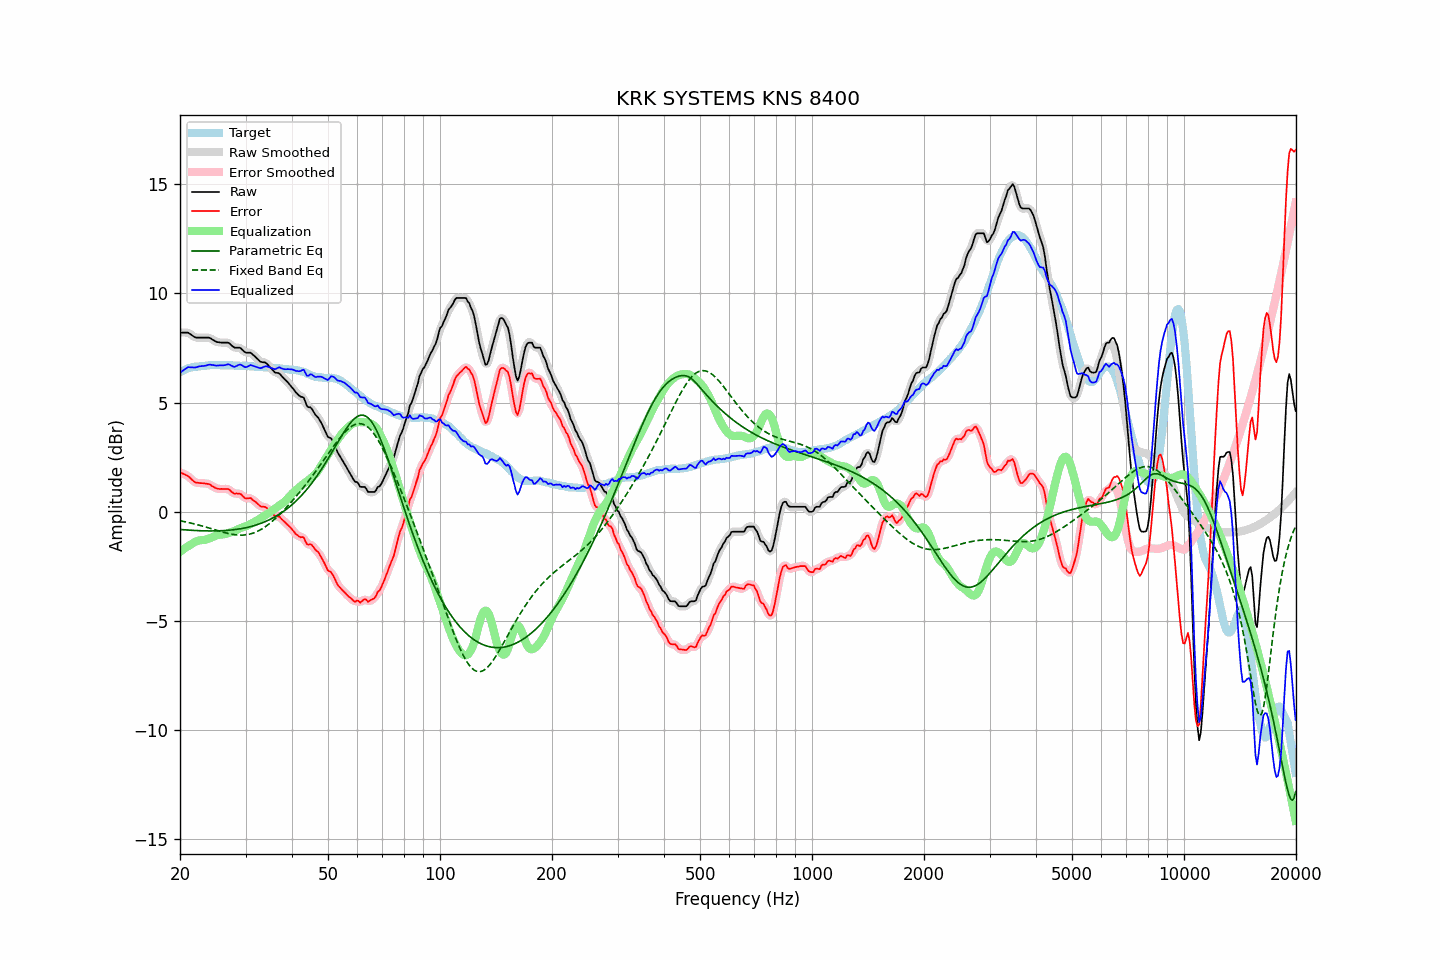 KRK SYSTEMS KNS 8400
Target
Raw Smoothed
Error Smoothed
Raw
Error
Equalization
Parametric Eq
Fixed Band Eq
Equalized
Amplitude (dBr)
15
10
5
0
−5
−10
−15
20 50 100 200 500 1000 2000 5000 10000 20000
Frequency (Hz)